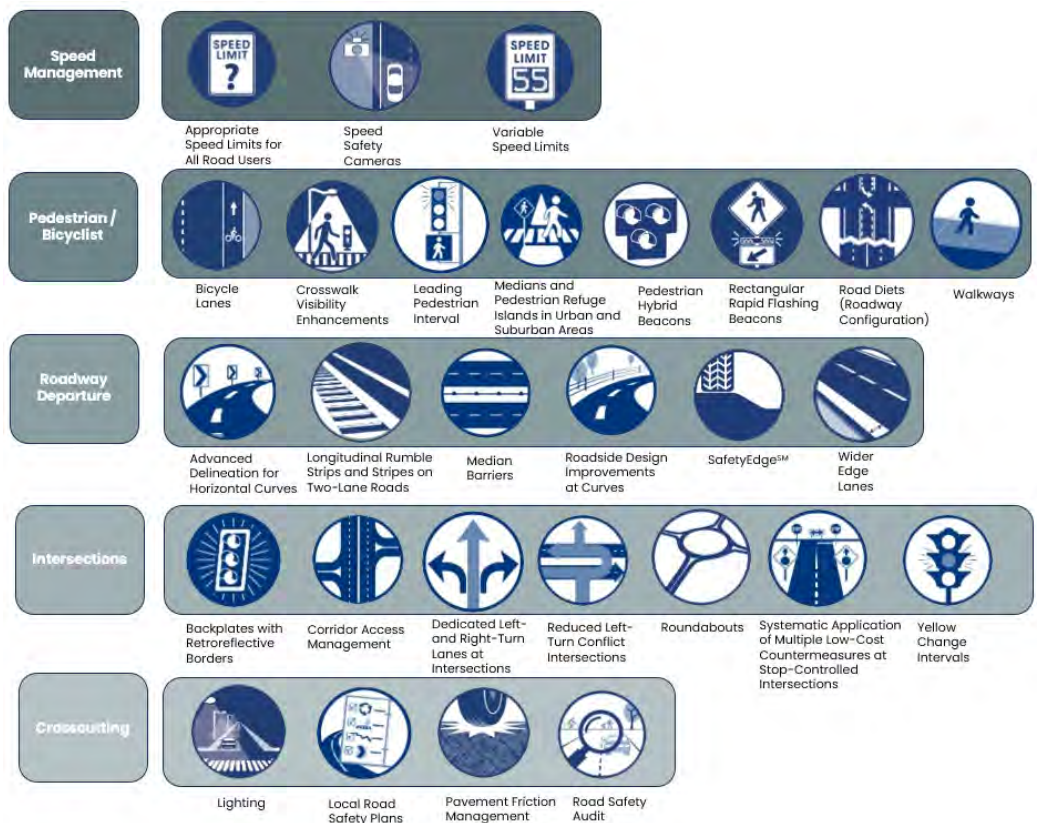 Speed
Management
SPEED
LIMIT
?
SPEED
LIMIT
55
Appropriate
Speed Limits for
All Road Users
Speed
Safety
Cameras
Variable
Speed Limits
Pedestrian /
Bicyclist
Bicycle
Lanes
Crosswalk
Visibility
Enhancements
Leading
Pedestrian
Interval
Medians and
Pedestrian Refuge
Islands in Urban and
Suburban Areas
Pedestrian
Hybrid
Beacons
Rectangular
Rapid Flashing
Beacons
Road Diets
(Roadway
Configuration)
Walkways
Roadway
Departure
Advanced
Delineation for
Horizontal Curves
Longitudinal Rumble
Strips and Stripes on
Two-Lane Roads
Median
Barriers
Roadside Design
Improvements
at Curves
SafetyEdge℠
Wider
Edge
Lanes
Intersections
Backplates with
Retroreflective
Borders
Corridor Access
Management
Dedicated Left-
and Right-Turn
Lanes at
Intersections
Reduced Left-
Turn Conflict
Intersections
Roundabouts
Systematic Application
of Multiple Low-Cost
Countermeasures at
Stop-Controlled
Intersections
Yellow
Change
Intervals
Crosscutting
Lighting
Local Road
Safety Plans
Pavement Friction
Management
Road Safety
Audit